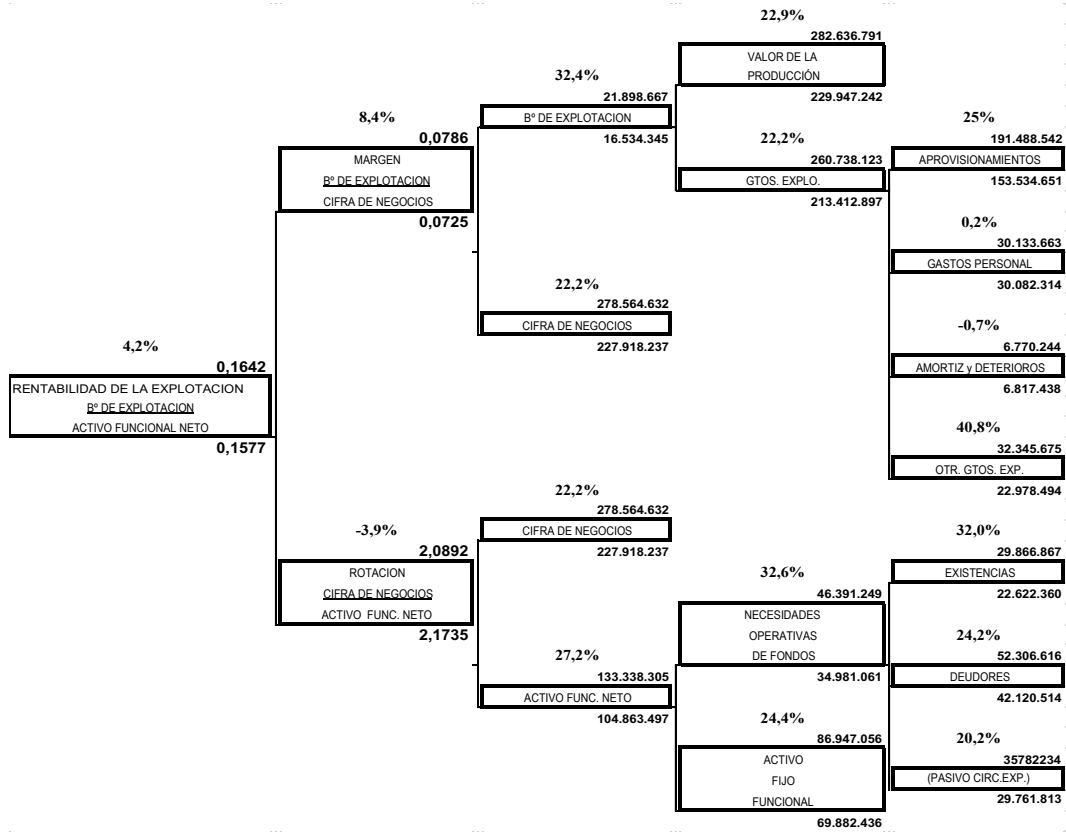 22,9%
282.636.791
VALOR DE LA
PRODUCCIÓN
229.947.242
32,4%
21.898.667
Bº DE EXPLOTACION
16.534.345
22,2%
260.738.123
GTOS. EXPLO.
213.412.897
25%
191.488.542
APROVISIONAMIENTOS
153.534.651
8,4%
0,0786
MARGEN
Bº DE EXPLOTACION
CIFRA DE NEGOCIOS
0,0725
0,2%
30.133.663
GASTOS PERSONAL
30.082.314
22,2%
278.564.632
CIFRA DE NEGOCIOS
227.918.237
-0,7%
6.770.244
AMORTIZ y DETERIOROS
6.817.438
4,2%
0,1642
RENTABILIDAD DE LA EXPLOTACION
Bº DE EXPLOTACION
ACTIVO FUNCIONAL NETO
0,1577
40,8%
32.345.675
OTR. GTOS. EXP.
22.978.494
22,2%
278.564.632
CIFRA DE NEGOCIOS
227.918.237
-3,9%
2,0892
ROTACION
CIFRA DE NEGOCIOS
ACTIVO FUNC. NETO
2,1735
32,0%
29.866.867
EXISTENCIAS
22.622.360
32,6%
46.391.249
NECESIDADES
OPERATIVAS
DE FONDOS
34.981.061
24,2%
52.306.616
DEUDORES
42.120.514
27,2%
133.338.305
ACTIVO FUNC. NETO
104.863.497
24,4%
86.947.056
ACTIVO
FIJO
FUNCIONAL
69.882.436
20,2%
35782234
(PASIVO CIRC.EXP.)
29.761.813